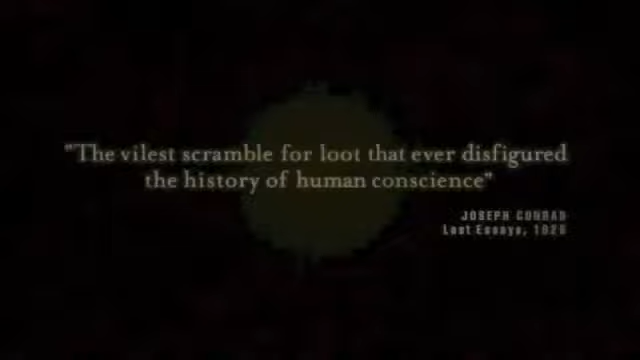 "The vilest scramble for loot that ever disfigured
the history of human conscience"
JOSEPH CONRAD
Last Essays, 1926